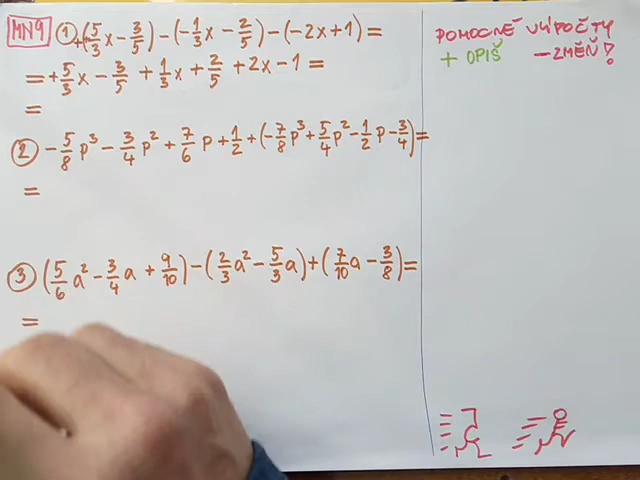 MN9 ① +(5/3x - 3/5) - (-1/3x - 2/5) - (-2x+1) =
= +5/3x - 3/5 + 1/3x + 2/5 + 2x - 1 =
=
② -5/8p³ - 3/4p² + 7/6p + 1/2 + (-7/8p³ + 5/4p² - 1/2p - 3/4) =
=
③ (5/6a² - 3/4a + 9/10) - (2/3a² - 5/3a) + (7/10a - 3/8) =
=
POMOCNÉ VÝPOČTY
+ OPIŠ - ZMĚŇ!